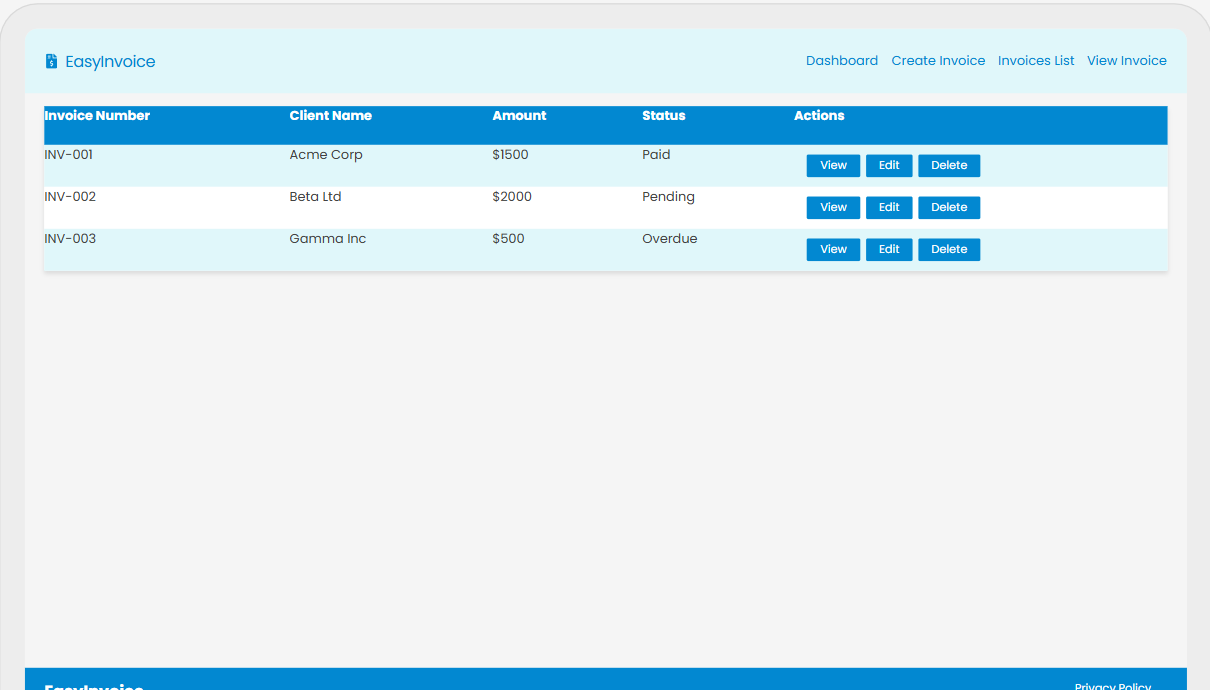 EasyInvoice
Dashboard Create Invoice Invoices List View Invoice
Invoice Number Client Name Amount Status Actions
INV-001 Acme Corp $1500 Paid View Edit Delete
INV-002 Beta Ltd $2000 Pending View Edit Delete
INV-003 Gamma Inc $500 Overdue View Edit Delete
EasyInvoice Privacy Policy